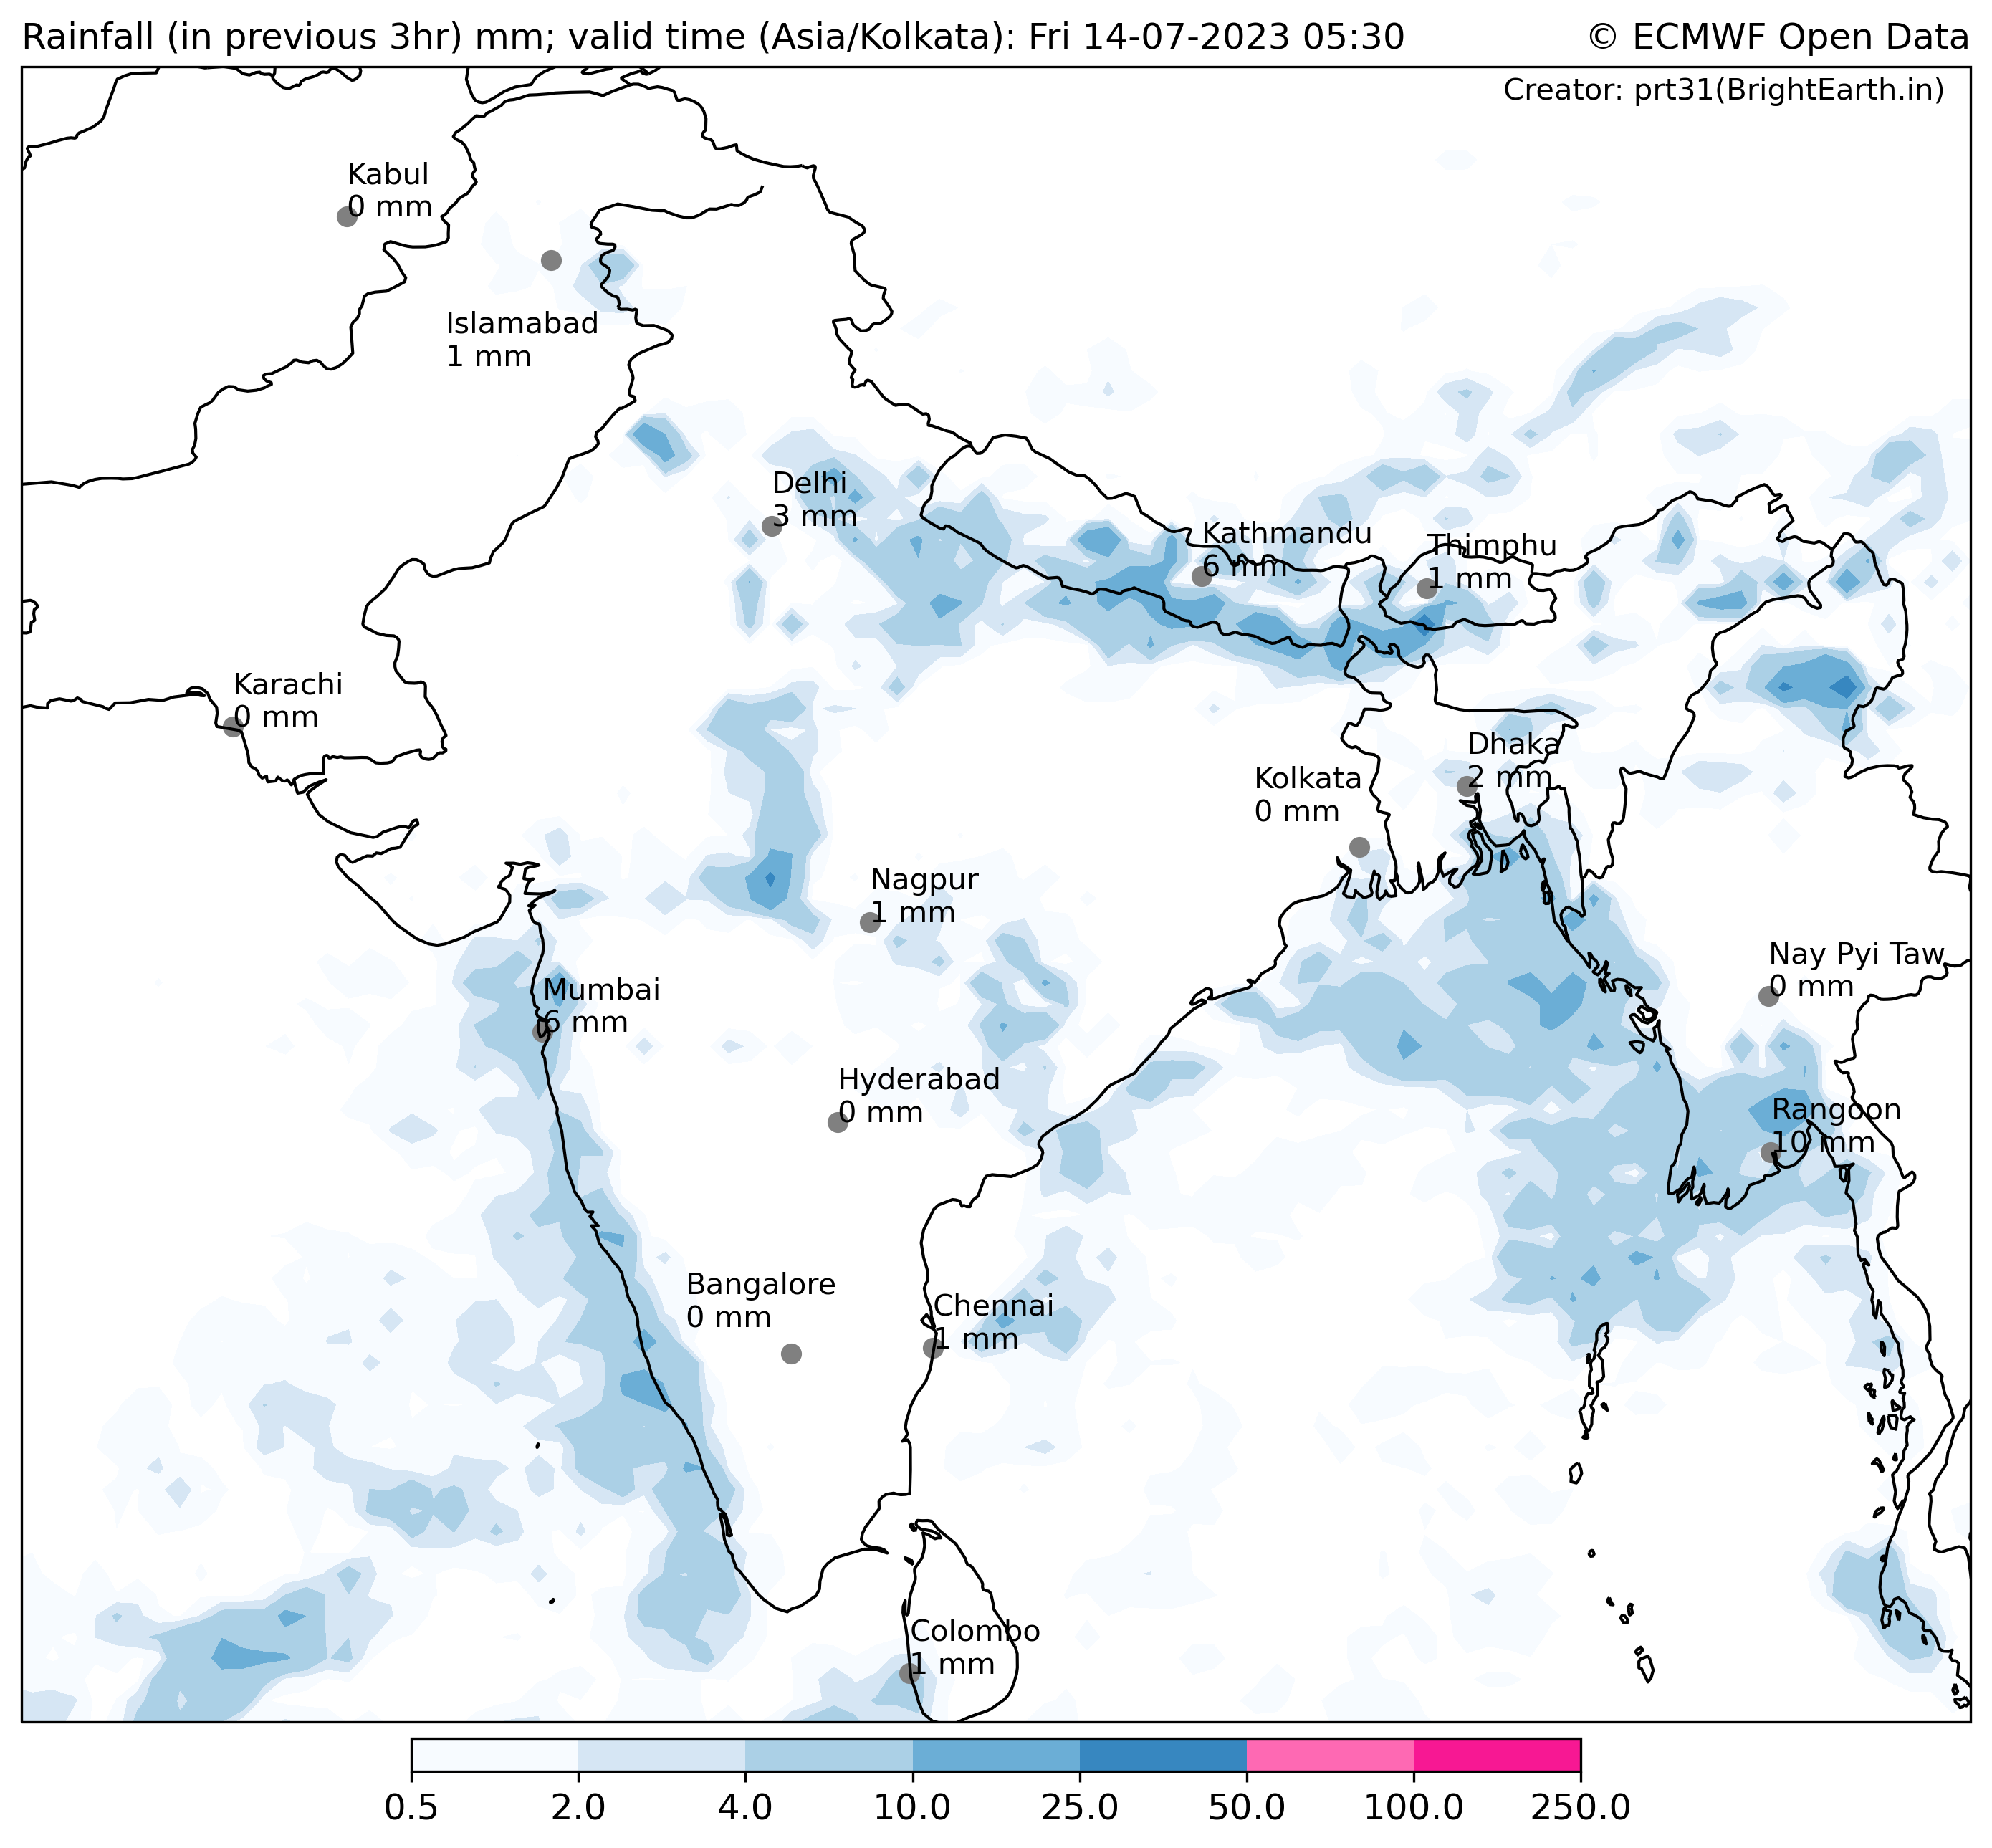 Rainfall (in previous 3hr) mm; valid time (Asia/Kolkata): Fri 14-07-2023 05:30
© ECMWF Open Data
Creator: prt31(BrightEarth.in)
Kabul
0 mm
Islamabad
1 mm
Delhi
3 mm
Kathmandu
6 mm
Thimphu
1 mm
Karachi
0 mm
Dhaka
2 mm
Kolkata
0 mm
Nagpur
1 mm
Nay Pyi Taw
0 mm
Mumbai
6 mm
Hyderabad
0 mm
Rangoon
10 mm
Bangalore
0 mm
Chennai
1 mm
Colombo
1 mm
0.5 2.0 4.0 10.0 25.0 50.0 100.0 250.0